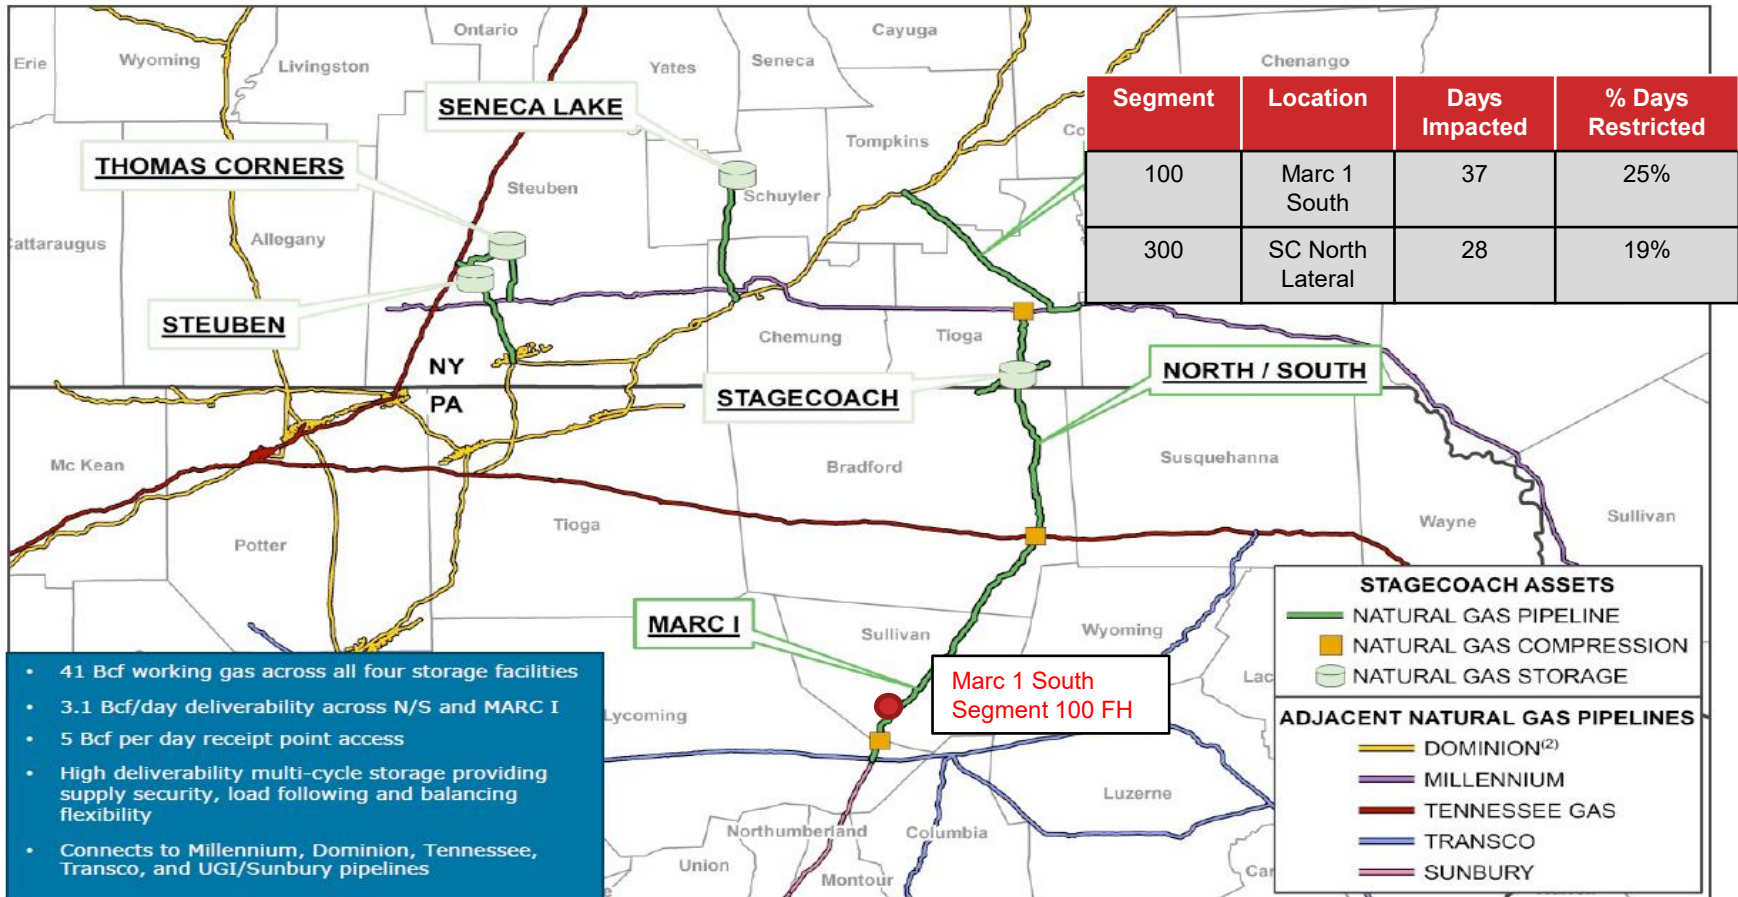 Ontario
Cayuga
Erie
Wyoming
Livingston
Yates
Seneca
Chenango
SENECA LAKE
Segment
Location
Days
Impacted
% Days
Restricted
100
Marc 1
South
37
25%
300
SC North
Lateral
28
19%
Co
Tompkins
THOMAS CORNERS
Steuben
Schuyler
Cattaraugus
Allegany
STEUBEN
Chemung
Tioga
NORTH / SOUTH
NY
STAGECOACH
PA
Mc Kean
Bradford
Susquehanna
Tioga
Wayne
Sullivan
Potter
MARC I
Sullivan
Wyoming
Marc 1 South
Segment 100 FH
Lac
Lycoming
Luzerne
Northumberland
Columbia
Union
Montour
Car
STAGECOACH ASSETS
NATURAL GAS PIPELINE
NATURAL GAS COMPRESSION
NATURAL GAS STORAGE
ADJACENT NATURAL GAS PIPELINES
DOMINION(2)
MILLENNIUM
TENNESSEE GAS
TRANSCO
SUNBURY
• 41 Bcf working gas across all four storage facilities
• 3.1 Bcf/day deliverability across N/S and MARC I
• 5 Bcf per day receipt point access
• High deliverability multi-cycle storage providing
supply security, load following and balancing
flexibility
• Connects to Millennium, Dominion, Tennessee,
Transco, and UGI/Sunbury pipelines